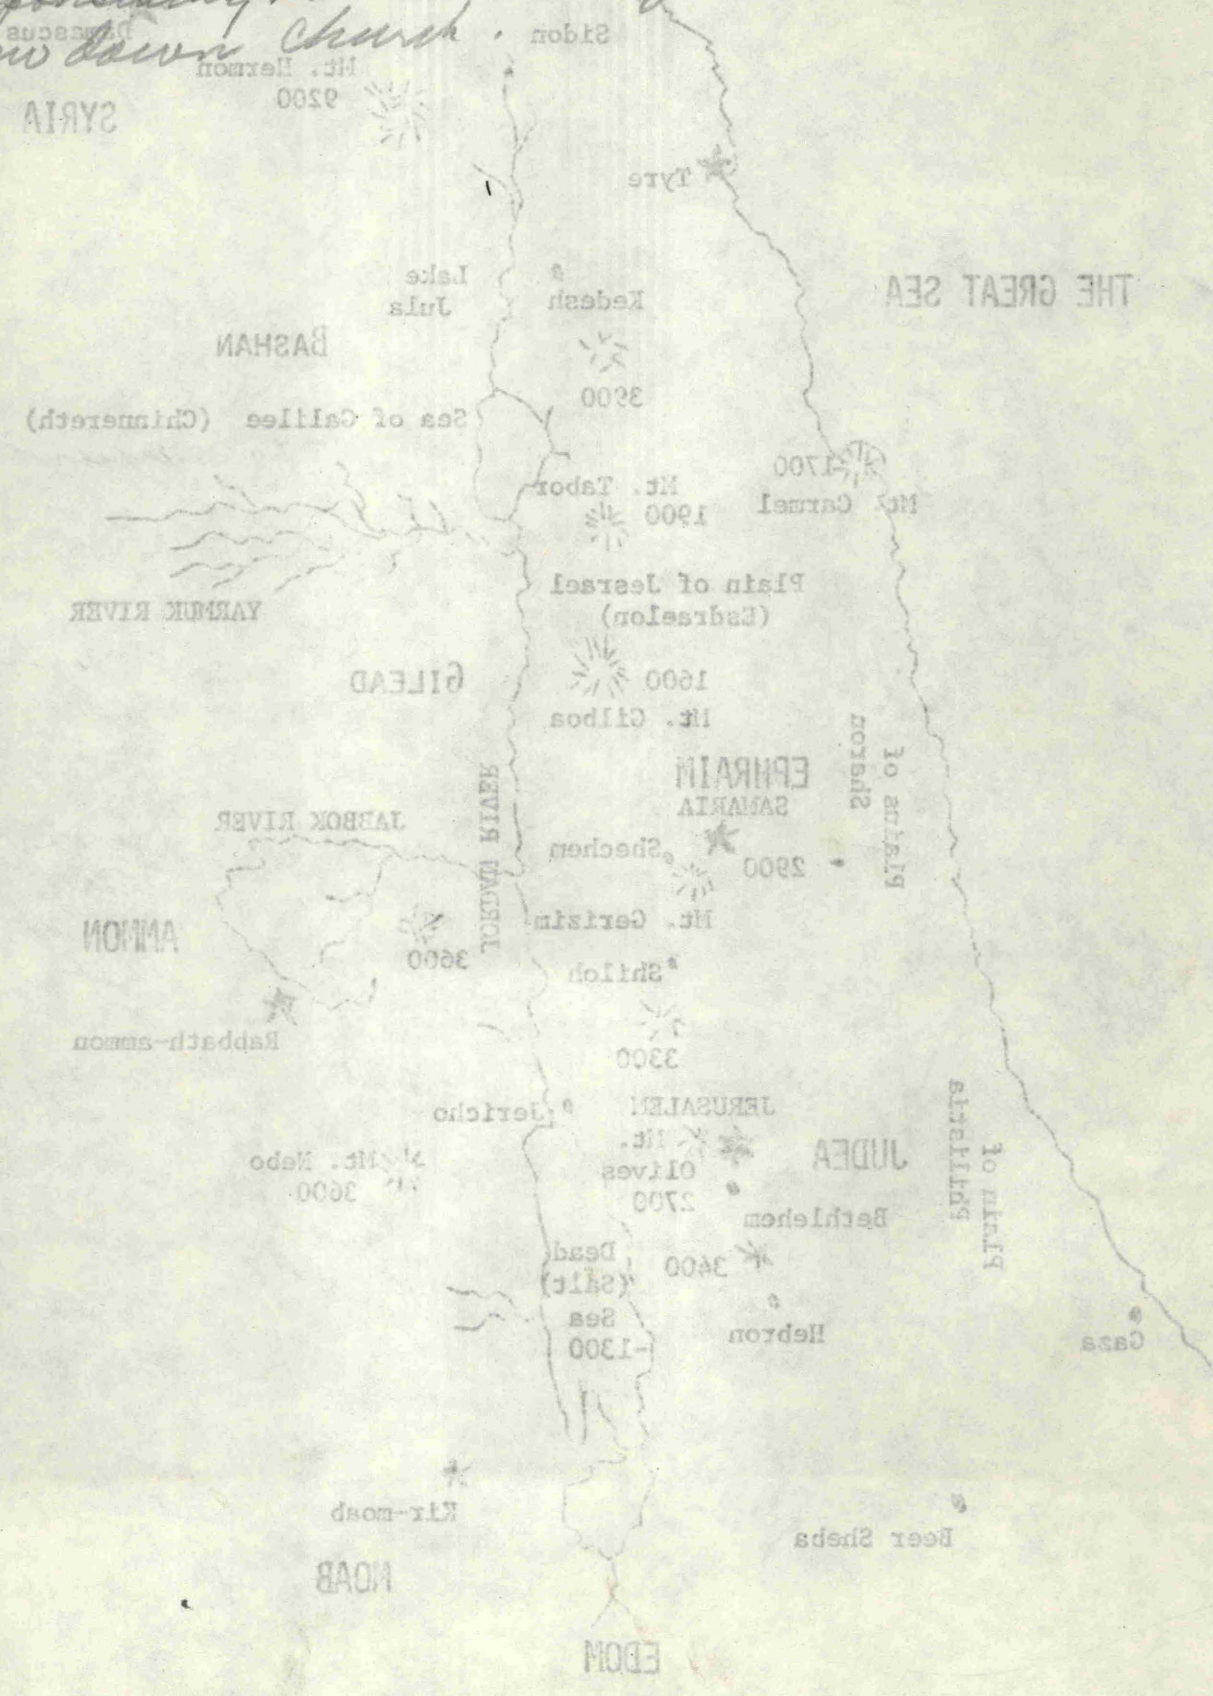 down church.
Damascus
Sidon
Mt. Hermon
9200
SYRIA
Tyre
THE GREAT SEA
Lake
Jula
Kedesh
BASHAN
3900
Sea of Galilee (Chinnereth)
-1700
Mt. Carmel
Mt. Tabor
1900
Plain of Jesrael
(Esdraelon)
YARMUK RIVER
GILEAD
1600
Mt. Gilboa
Plains of
Sharon
EPHRAIM
SAMARIA
JORDAN RIVER
JABBOK RIVER
Shechem
2900
Mt. Gerizim
AMMON
3600
Shiloh
Rabbath-ammon
3300
Jericho
JERUSALEM
Mt.
Olives
2700
JUDEA
Plain of
Philistia
Mt. Nebo
3600
Bethlehem
Dead
(Salt)
Sea
-1300
3400
Hebron
Gaza
Kir-moab
Beer Sheba
MOAB
EDOM